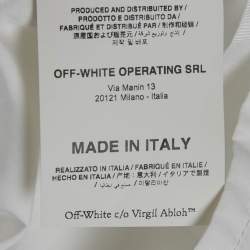 PRODUCED AND DISTRIBUTED BY/
PRODOTTO E DISTRIBUITO DA /
FABRIQUÉ ET DISTRIBUÉ PAR /
OFF-WHITE OPERATING SRL
Via Manin 13
20121 Milano - Italia
MADE IN ITALY
REALIZZATO IN ITALIA / FABRIQUÉ EN ITALIE /
HECHO EN ITALIA / 产地：意大利 / イタリアで製造
/ 이탈리아
Off-White c/o Virgil Abloh™